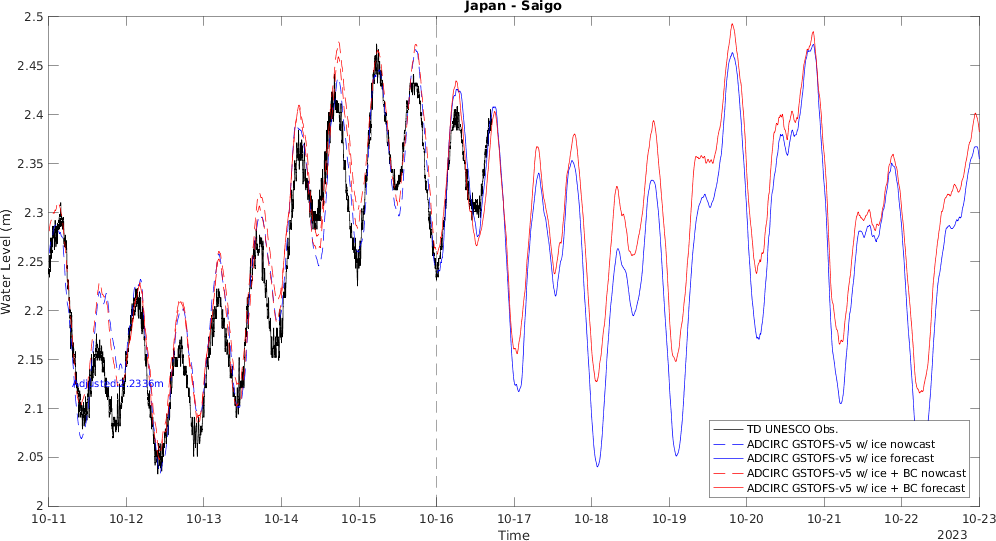 Japan - Saigo
2.5
2.45
2.4
2.35
2.3
2.25
2.2
2.15
2.1
2.05
2
Water Level (m)
Adjusted:2.2336m
TD UNESCO Obs.
ADCIRC GSTOFS-v5 w/ ice nowcast
ADCIRC GSTOFS-v5 w/ ice forecast
ADCIRC GSTOFS-v5 w/ ice + BC nowcast
ADCIRC GSTOFS-v5 w/ ice + BC forecast
10-11 10-12 10-13 10-14 10-15 10-16 10-17 10-18 10-19 10-20 10-21 10-22 10-23
Time
2023